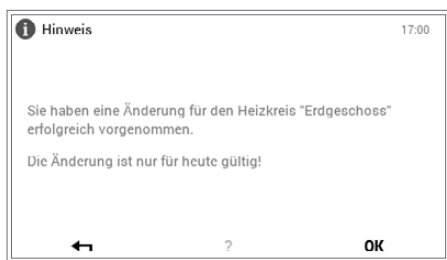 i Hinweis 17:00
Sie haben eine Änderung für den Heizkreis "Erdgeschoss"
erfolgreich vorgenommen.
Die Änderung ist nur für heute gültig!
? OK